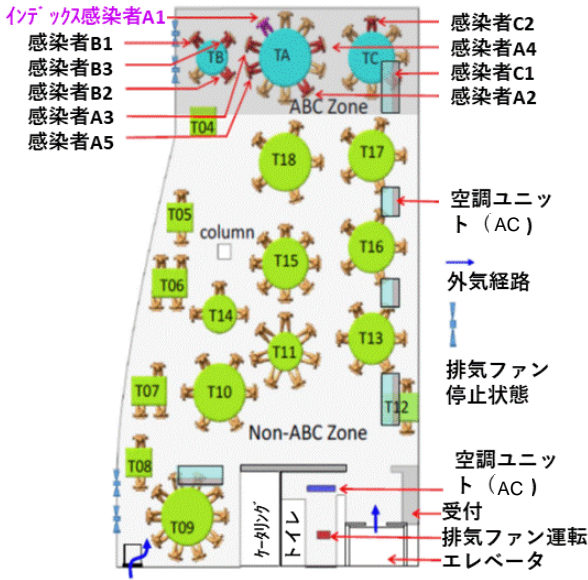 インデックス感染者A1
感染者B1
感染者B3
感染者B2
感染者A3
感染者A5
感染者C2
感染者A4
感染者C1
感染者A2
TB
TA
TC
ABC Zone
T04
T18
T17
T05
column
T15
T16
T06
T14
T11
T13
T07
T10
T12
Non-ABC Zone
T08
T09
ケータリング
トイレ
空調ユニッ
ト（AC )
外気経路
排気ファン
停止状態
空調ユニッ
ト（AC )
受付
排気ファン運転
エレベータ